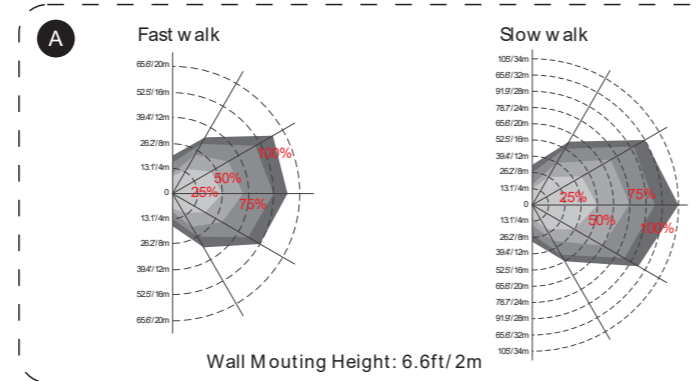 A
Fast walk
65.6'/20m
52.5'/16m
39.4'/12m
26.2'/8m
13.1'/4m
0
13.1'/4m
26.2'/8m
39.4'/12m
52.5'/16m
65.6'/20m
100%
50%
25%
75%
Slow walk
105'/34m
65.6'/32m
91.9'/28m
78.7'/24m
65.6'/20m
52.5'/16m
39.4'/12m
26.2'/8m
13.1'/4m
0
13.1'/4m
26.2'/8m
39.4'/12m
52.5'/16m
65.6'/20m
78.7'/24m
91.9'/28m
65.6'/32m
105'/34m
25%
75%
50%
100%
Wall Mouting Height: 6.6ft/ 2m